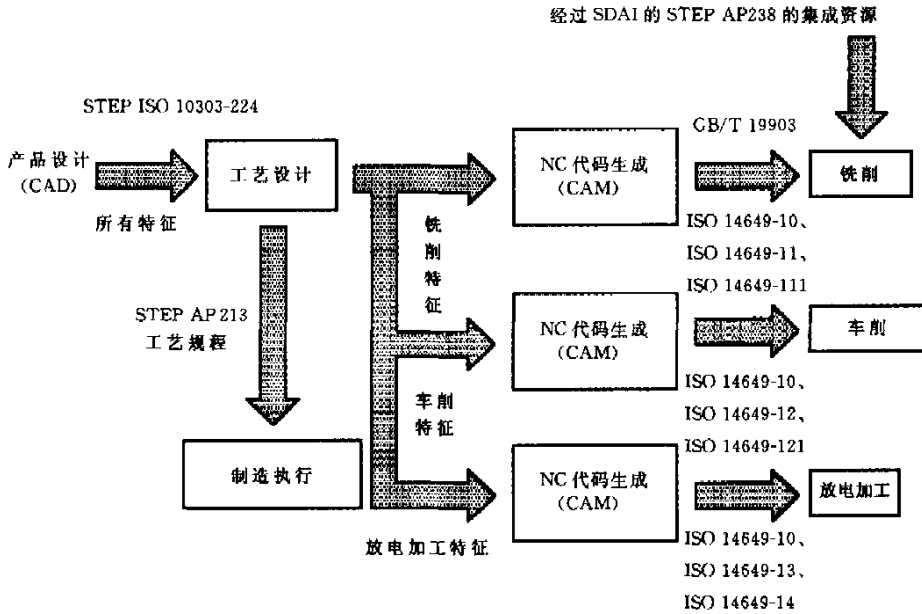 经过 SDAI 的 STEP AP238 的集成资源
STEP ISO 10303-224
产品设计
(CAD)
所有特征
工艺设计
STEP AP213
工艺规程
制造执行
铣削特征
车削
特征
放电加工特征
NC 代码生成
(CAM)
GB/T 19903
铣削
ISO 14649-10、
ISO 14649-11、
ISO 14649-111
NC 代码生成
(CAM)
车削
ISO 14649-10、
ISO 14649-12、
ISO 14649-121
NC 代码生成
(CAM)
放电加工
ISO 14649-10、
ISO 14649-13、
ISO 14649-14